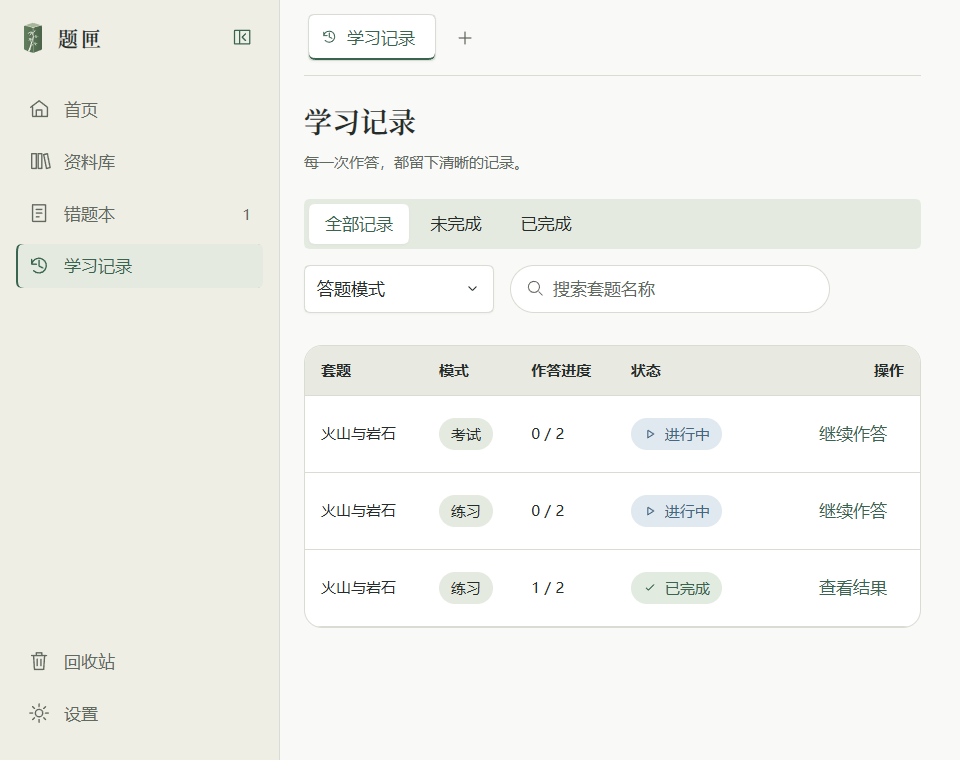 题匣
首页
资料库
错题本 1
学习记录
回收站
设置
学习记录
学习记录
每一次作答，都留下清晰的记录。
全部记录 未完成 已完成
答题模式 搜索套题名称
套题 模式 作答进度 状态 操作
火山与岩石 考试 0 / 2 进行中 继续作答
火山与岩石 练习 0 / 2 进行中 继续作答
火山与岩石 练习 1 / 2 已完成 查看结果